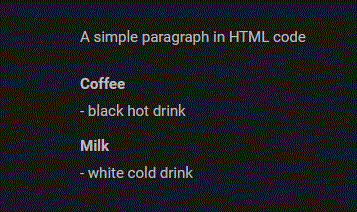 A simple paragraph in HTML code
Coffee
- black hot drink
Milk
- white cold drink